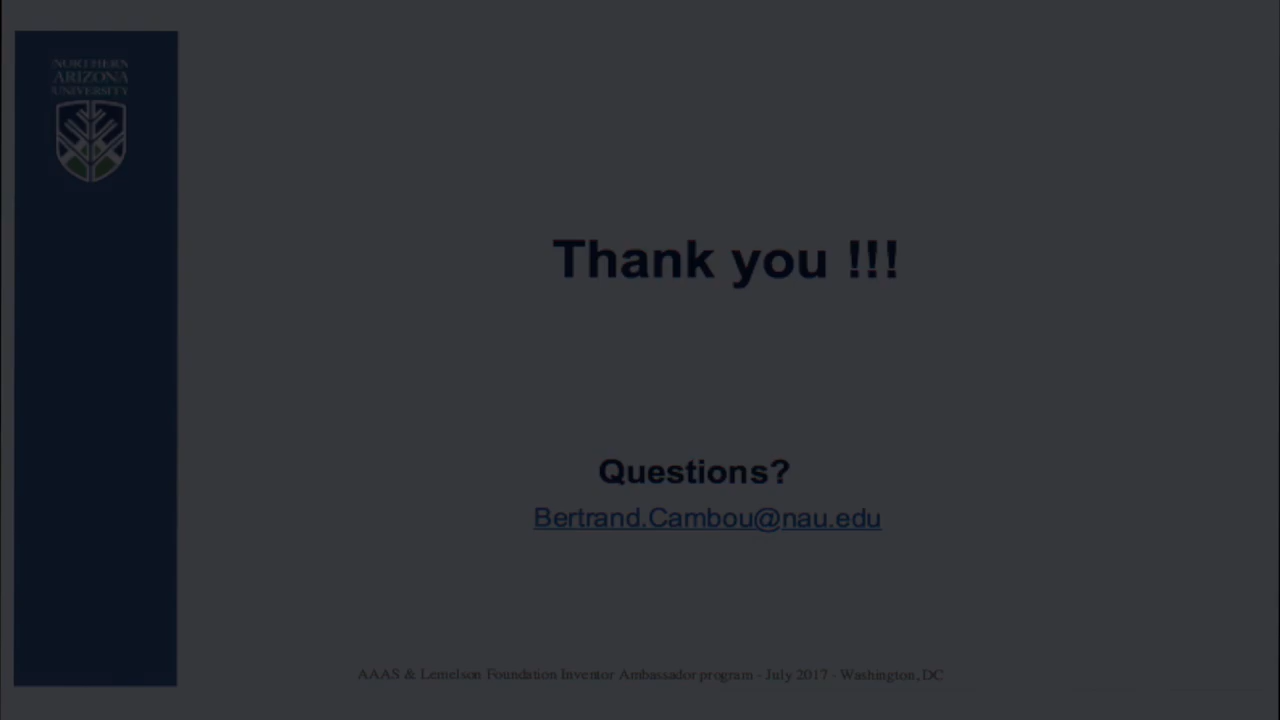 NORTHERN
ARIZONA
UNIVERSITY
Thank you !!!
Questions?
Bertrand.Cambou@nau.edu
AAAS & Lemelson Foundation Inventor Ambassador program - July 2017 - Washington, DC